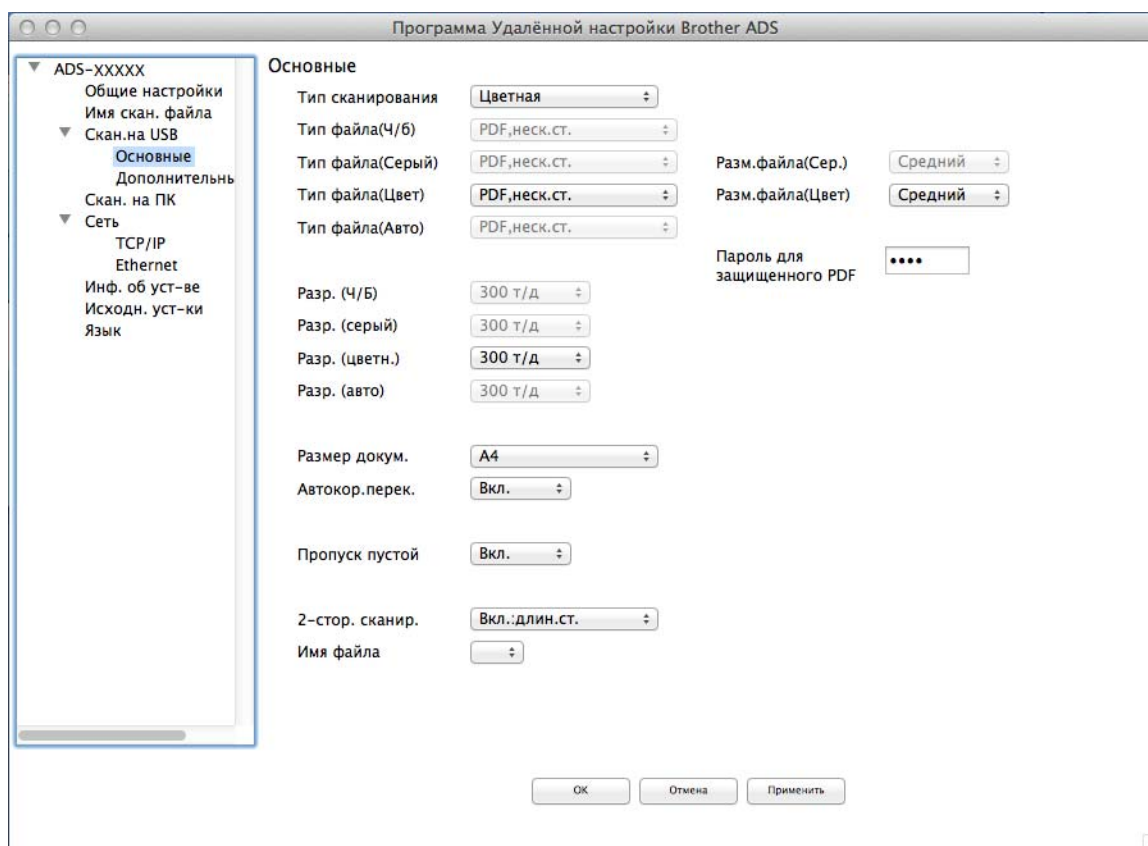 Программа Удалённой настройки Brother ADS
ADS-XXXXX
Общие настройки
Имя скан. файла
Скан.на USB
Основные
Дополнительнь
Скан. на ПК
Сеть
TCP/IP
Ethernet
Инф. об уст-ве
Исходн. уст-ки
Язык
Основные
Тип сканирования Цветная
Тип файла(Ч/б) PDF,неск.ст.
Тип файла(Серый) PDF,неск.ст. Разм.файла(Сер.) Средний
Тип файла(Цвет) PDF,неск.ст. Разм.файла(Цвет) Средний
Тип файла(Авто) PDF,неск.ст.
Пароль для
защищенного PDF ••••
Разр. (Ч/Б) 300 т/д
Разр. (серый) 300 т/д
Разр. (цветн.) 300 т/д
Разр. (авто) 300 т/д
Размер докум. A4
Автокор.перек. Вкл.
Пропуск пустой Вкл.
2-стор. сканир. Вкл.:длин.ст.
Имя файла
OK Отмена Применить